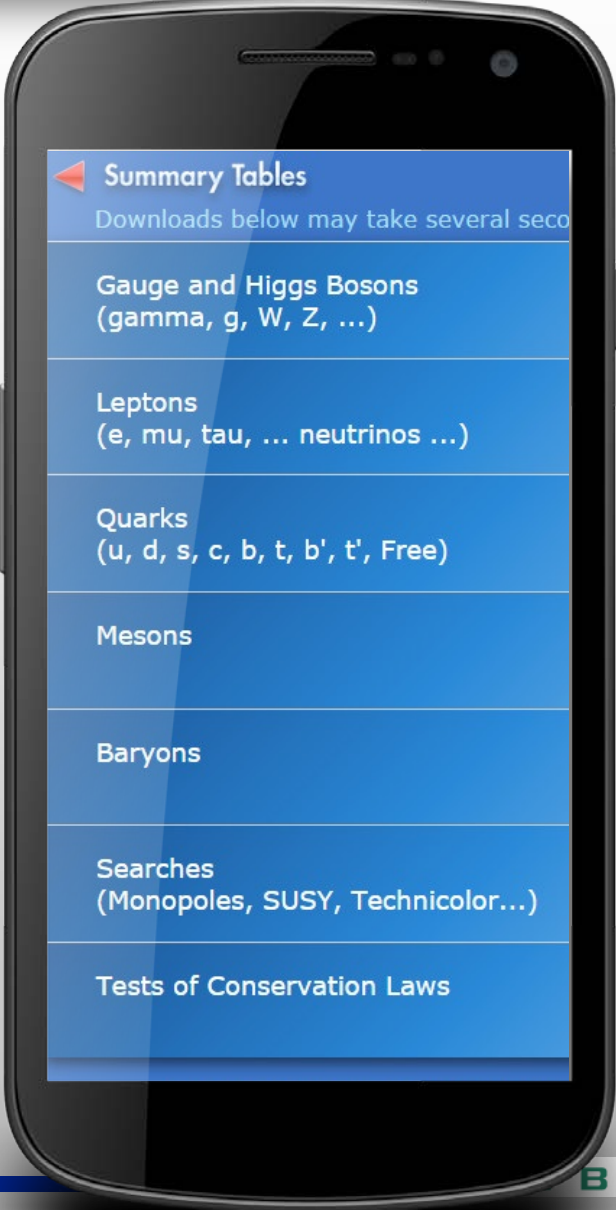 Summary Tables
Downloads below may take several seco
Gauge and Higgs Bosons
(gamma, g, W, Z, ...)
Leptons
(e, mu, tau, ... neutrinos ...)
Quarks
(u, d, s, c, b, t, b', t', Free)
Mesons
Baryons
Searches
(Monopoles, SUSY, Technicolor...)
Tests of Conservation Laws
B